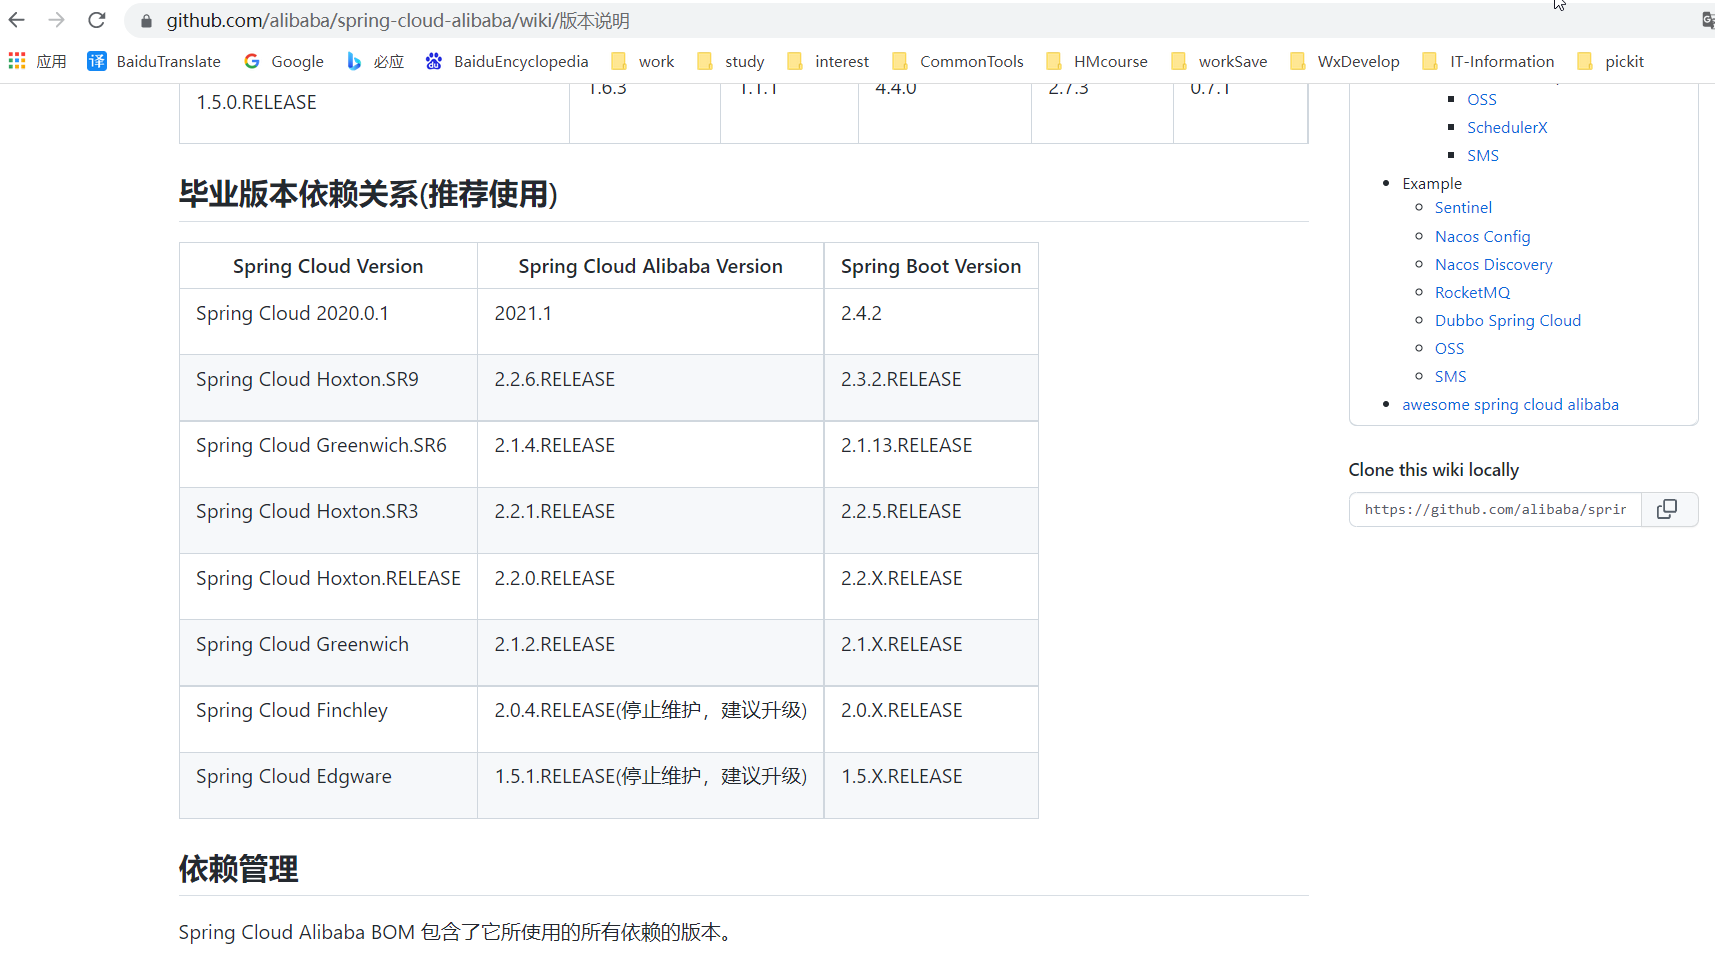 github.com/alibaba/spring-cloud-alibaba/wiki/版本说明
应用 译 BaiduTranslate Google 必应 BaiduEncyclopedia work study interest CommonTools HMcourse workSave WxDevelop IT-Information pickit
1.5.0.RELEASE 1.6.3 1.1.1 4.4.0 2.7.3 0.7.1
毕业版本依赖关系(推荐使用)
Spring Cloud Version Spring Cloud Alibaba Version Spring Boot Version
Spring Cloud 2020.0.1 2021.1 2.4.2
Spring Cloud Hoxton.SR9 2.2.6.RELEASE 2.3.2.RELEASE
Spring Cloud Greenwich.SR6 2.1.4.RELEASE 2.1.13.RELEASE
Spring Cloud Hoxton.SR3 2.2.1.RELEASE 2.2.5.RELEASE
Spring Cloud Hoxton.RELEASE 2.2.0.RELEASE 2.2.X.RELEASE
Spring Cloud Greenwich 2.1.2.RELEASE 2.1.X.RELEASE
Spring Cloud Finchley 2.0.4.RELEASE(停止维护，建议升级) 2.0.X.RELEASE
Spring Cloud Edgware 1.5.1.RELEASE(停止维护，建议升级) 1.5.X.RELEASE
依赖管理
Spring Cloud Alibaba BOM 包含了它所使用的所有依赖的版本。
OSS
SchedulerX
SMS
Example
Sentinel
Nacos Config
Nacos Discovery
RocketMQ
Dubbo Spring Cloud
OSS
SMS
awesome spring cloud alibaba
Clone this wiki locally
https://github.com/alibaba/sprin